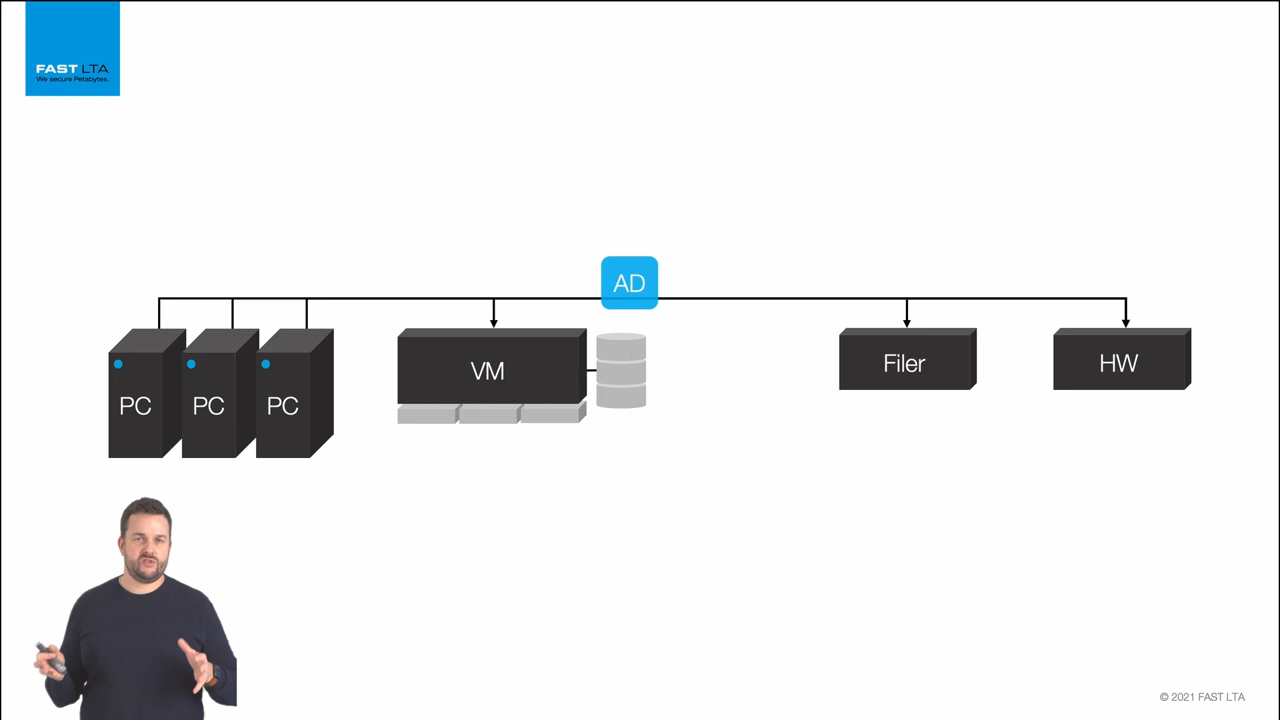 FAST LTA
We secure Petabytes.
AD
PC
PC
PC
VM
Filer
HW
© 2021 FAST LTA